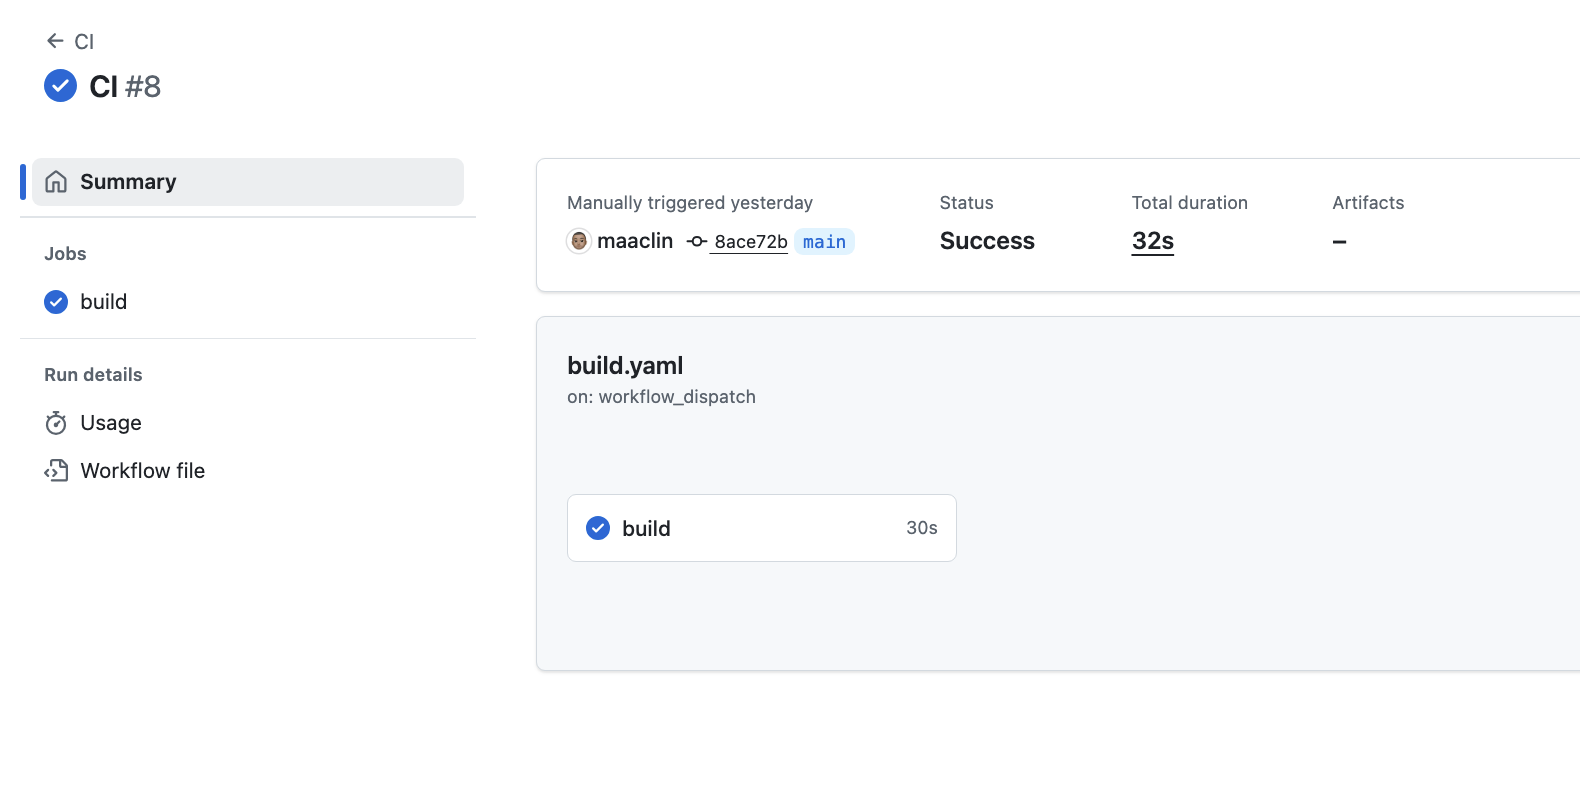 CI
CI #8
Summary
Jobs
build
Run details
Usage
Workflow file
Manually triggered yesterday
maaclin 8ace72b main
Status
Success
Total duration
32s
Artifacts
–
build.yaml
on: workflow_dispatch
build 30s